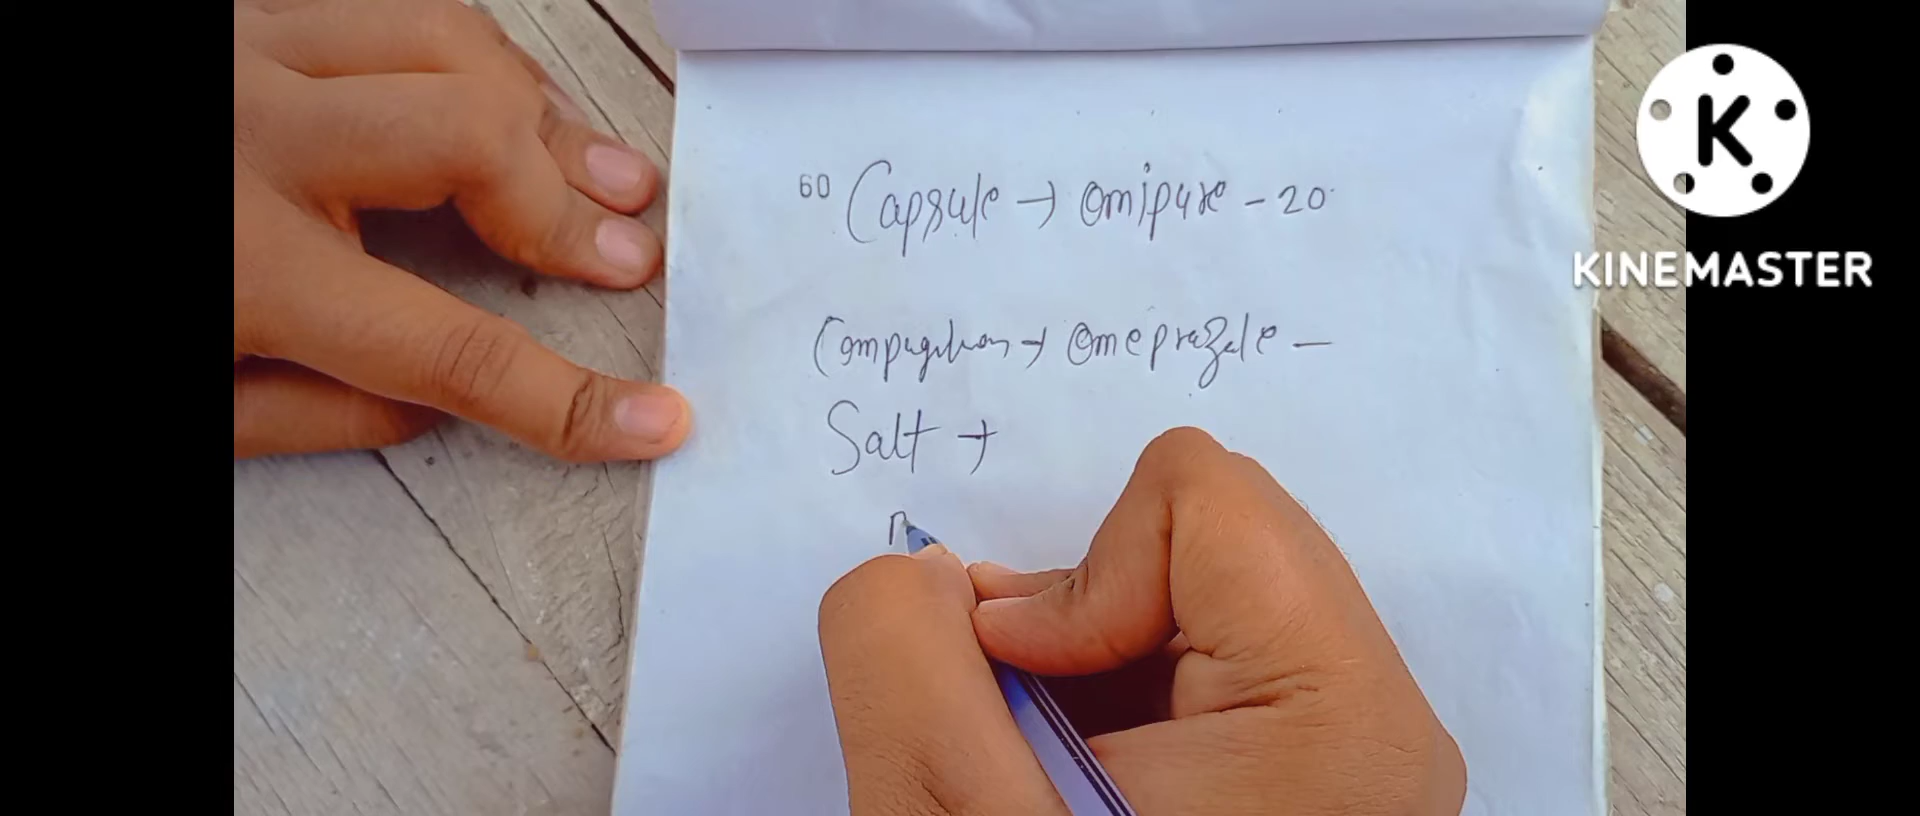 60 Capsule → Omipure - 20
Composition → Omeprazole -
Salt →
K
KINEMASTER